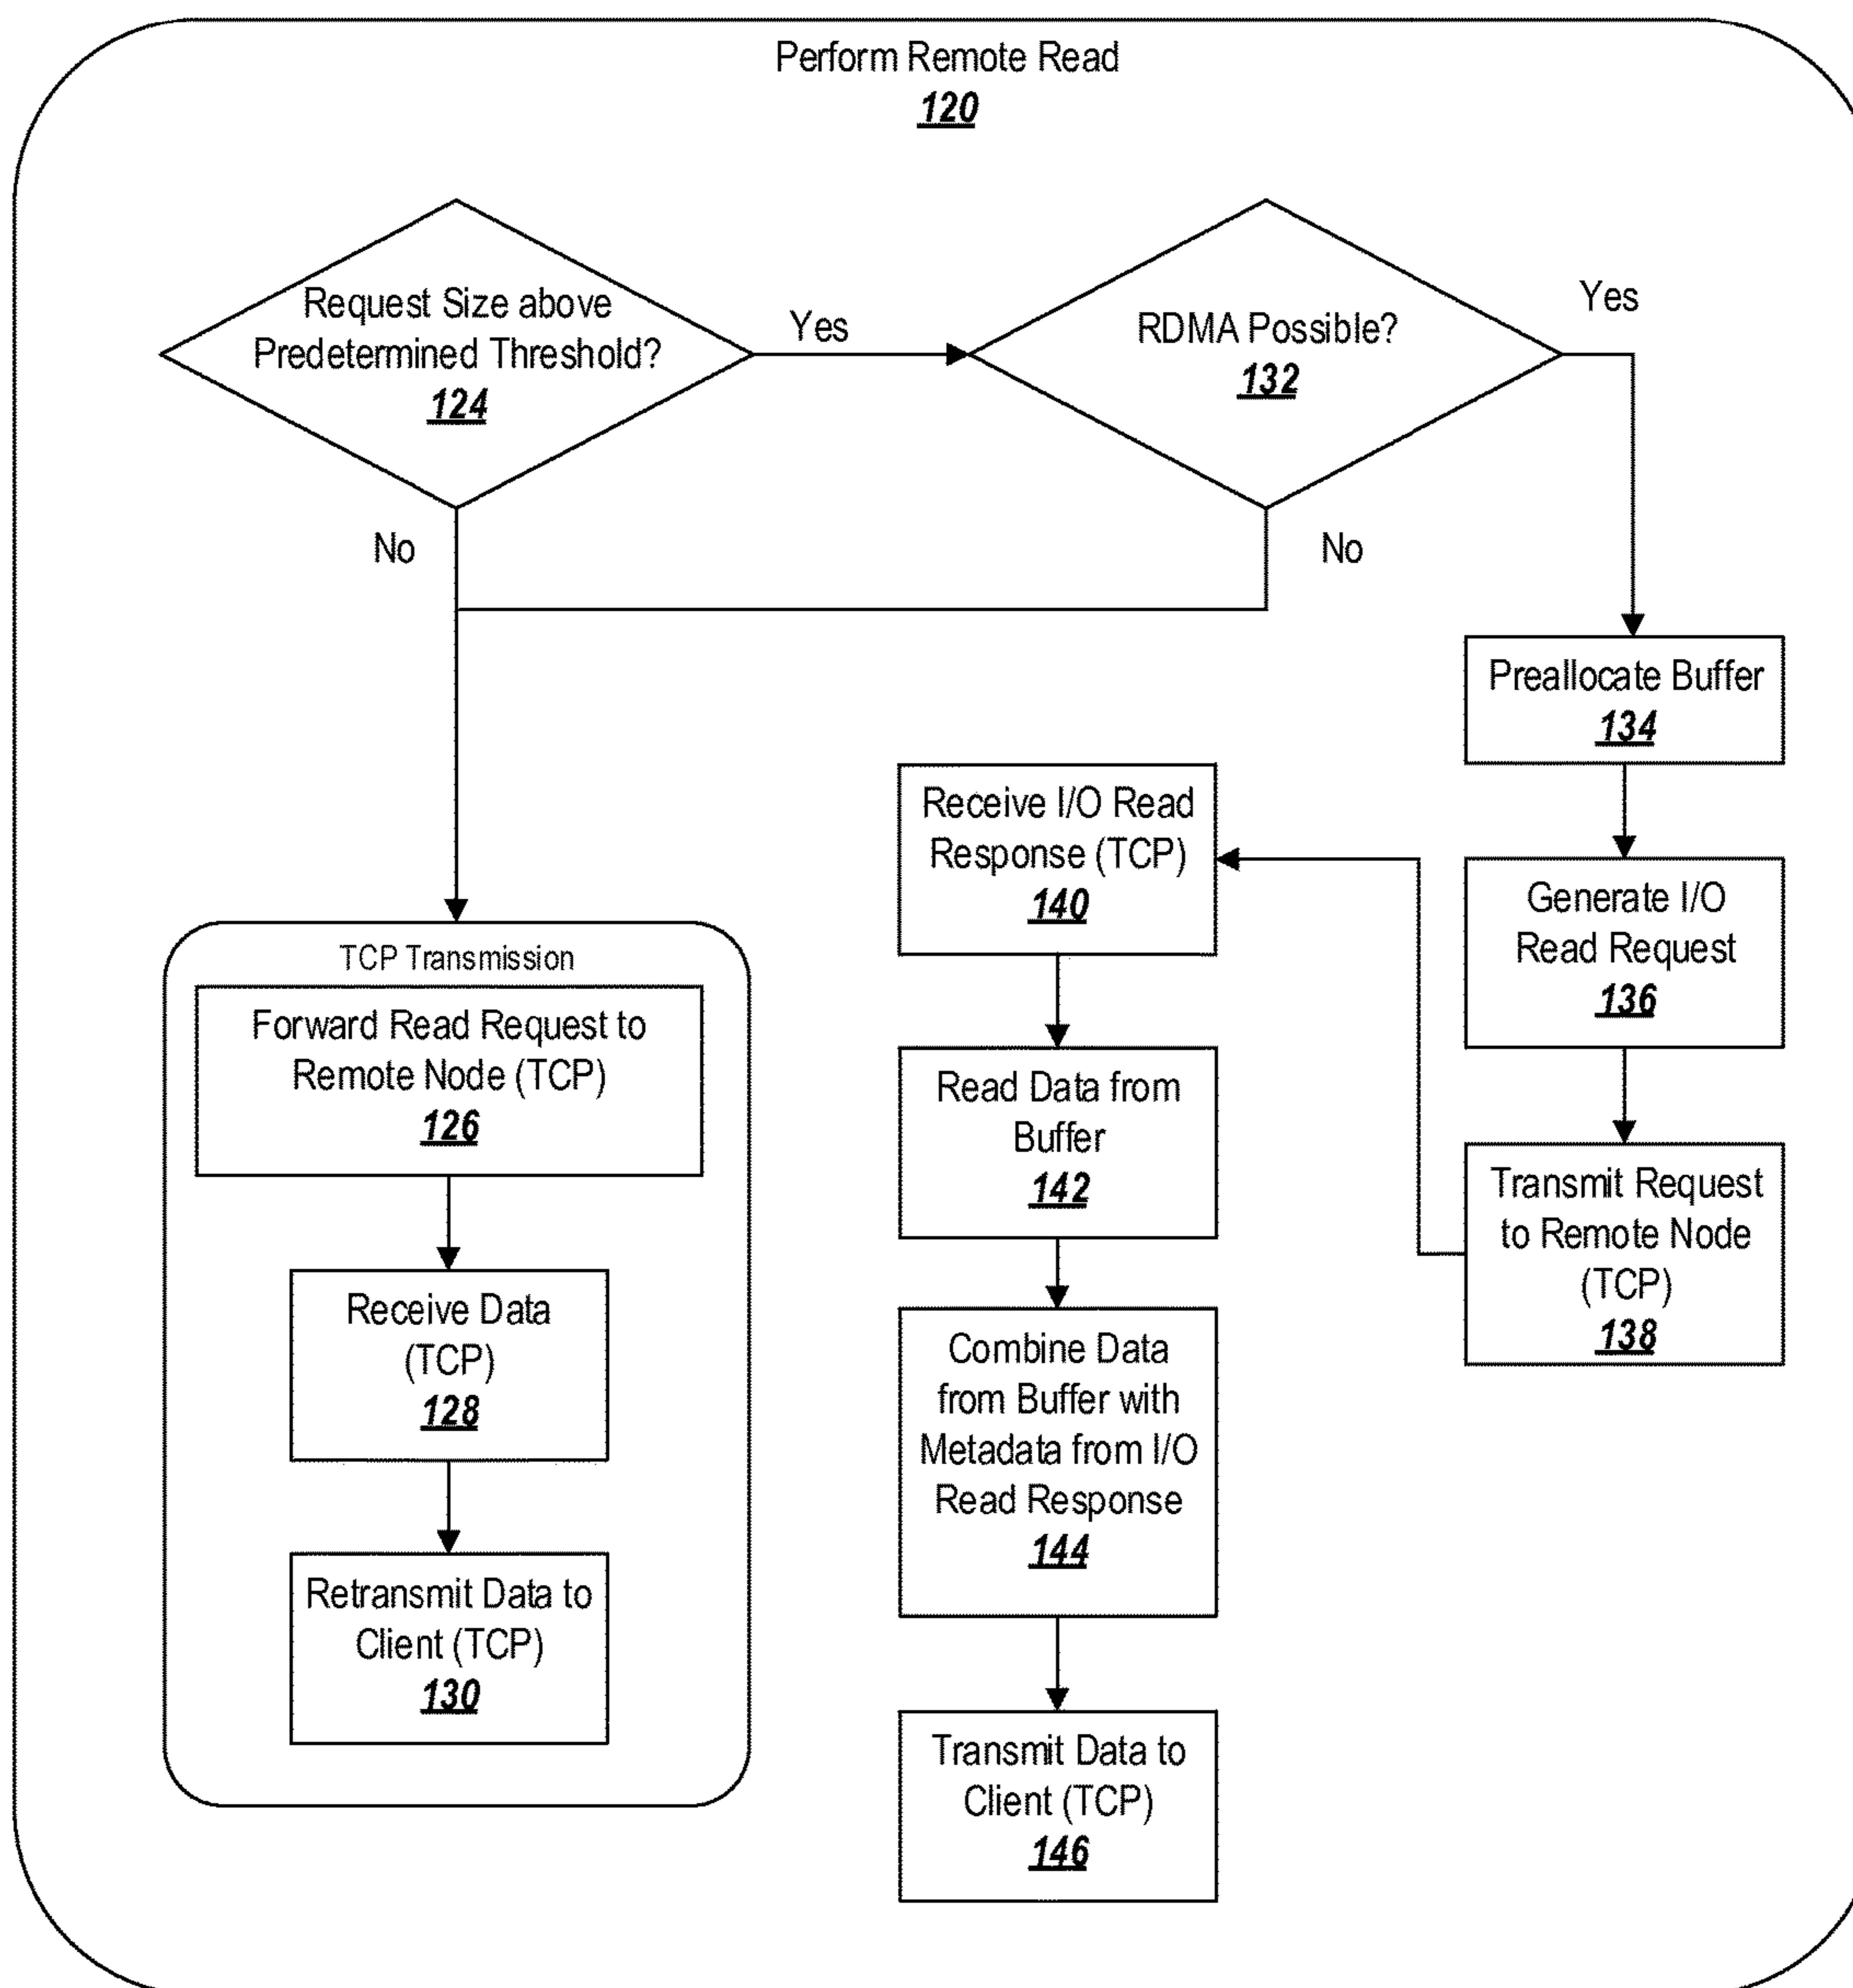 Perform Remote Read
120
Request Size above
Predetermined Threshold?
124
Yes
RDMA Possible?
132
Yes
No
No
Preallocate Buffer
134
Generate I/O
Read Request
136
Transmit Request
to Remote Node
(TCP)
138
Receive I/O Read
Response (TCP)
140
Read Data from
Buffer
142
Combine Data
from Buffer with
Metadata from I/O
Read Response
144
Transmit Data to
Client (TCP)
146
TCP Transmission
Forward Read Request to
Remote Node (TCP)
126
Receive Data
(TCP)
128
Retransmit Data to
Client (TCP)
130